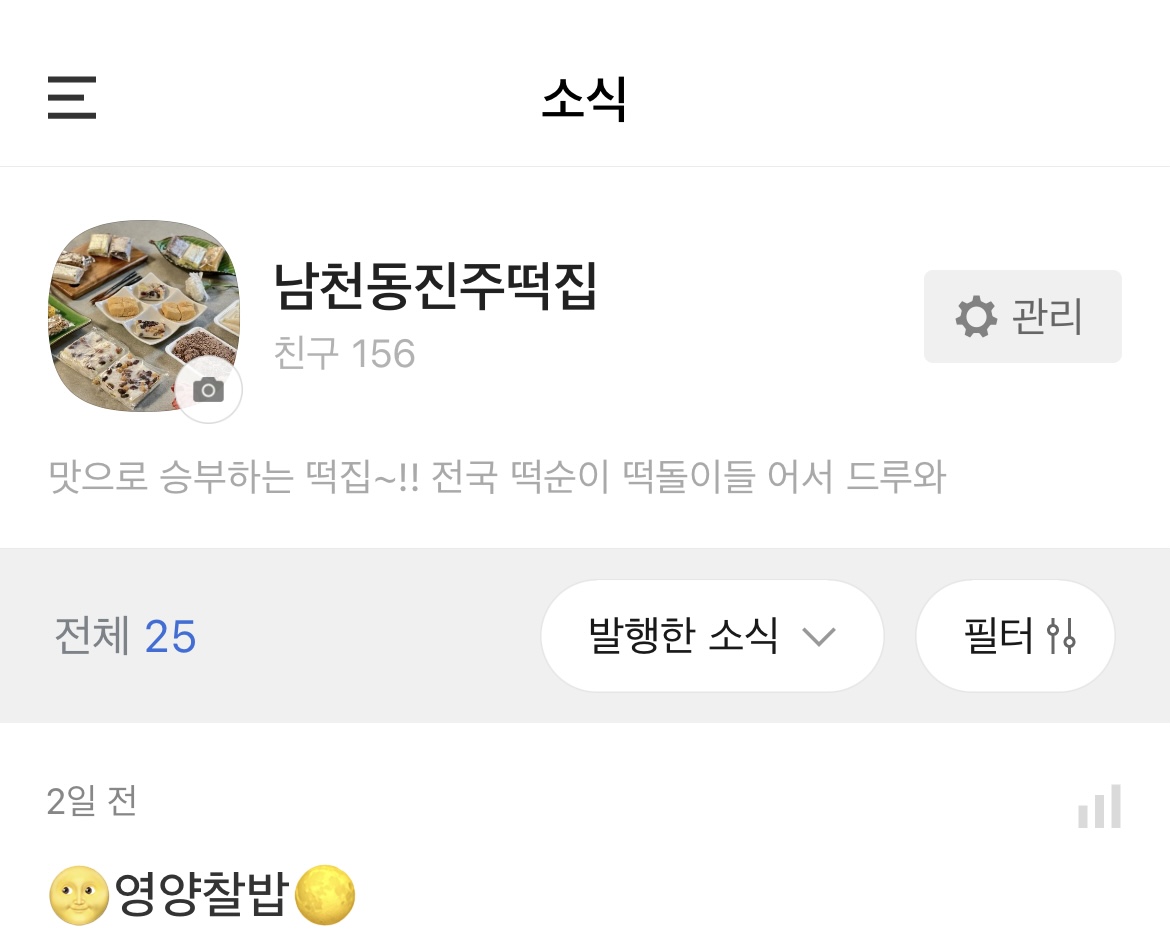 소식
남천동진주떡집
친구 156
관리
맛으로 승부하는 떡집~!! 전국 떡순이 떡돌이들 어서 드루와
전체 25
발행한 소식
필터
2일 전
🌝영양찰밥🌕